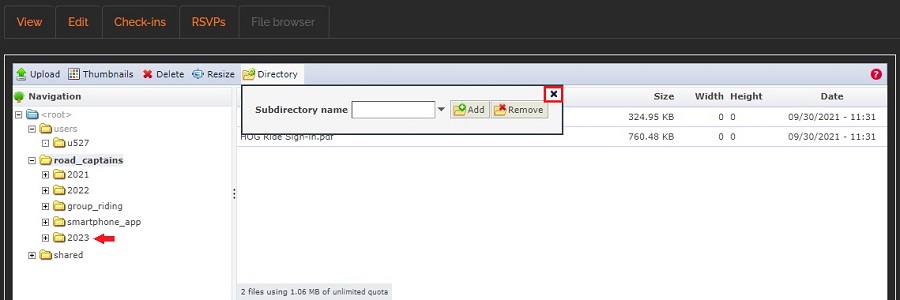 View Edit Check-ins RSVPs File browser
Upload Thumbnails Delete Resize Directory ?
Navigation Size Width Height Date
Subdirectory name Add Remove
<root>
users
u527
road_captains
2021
2022
group_riding
smartphone_app
2023
shared
324.95 KB 0 0 09/30/2021 - 11:31
HOG Ride Sign-In.pdf 760.48 KB 0 0 09/30/2021 - 11:31
2 files using 1.06 MB of unlimited quota